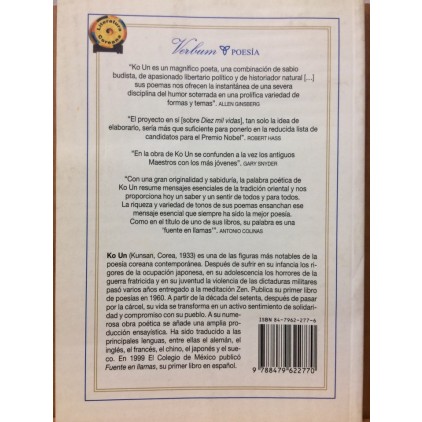 Literatura
Coreana
Verbum POESÍA
"Ko Un es un magnífico poeta, una combinación de sabio
budista, de apasionado libertario político y de historiador natural [...]
sus poemas nos ofrecen la instantánea de una severa
disciplina del humor soterrada en una prolífica variedad de
formas y temas". ALLEN GINSBERG
"El proyecto en sí [sobre Diez mil vidas], tan solo la idea de
elaborarlo, sería más que suficiente para ponerlo en la reducida lista de
candidatos para el Premio Nobel". ROBERT HASS
"En la obra de Ko Un se confunden a la vez los antiguos
Maestros con los más jóvenes". GARY SNYDER
"Con una gran originalidad y sabiduría, la palabra poética de
Ko Un resume mensajes esenciales de la tradición oriental y nos
proporciona hoy un saber y un sentir de todos y para todos.
La riqueza y variedad de tonos de sus poemas ensanchan ese
mensaje esencial que siempre ha sido la mejor poesía.
Como en el título de uno de sus libros, su palabra es una
'fuente en llamas'". ANTONIO COLINAS
Ko Un (Kunsan, Corea, 1933) es una de las figuras más notables de la
poesía coreana contemporánea. Después de sufrir en su infancia los ri-
gores de la ocupación japonesa, en su adolescencia los horrores de la
guerra fratricida y en su juventud la violencia de las dictaduras militares
pasó varios años entregado a la meditación Zen. Publica su primer libro
de poesías en 1960. A partir de la década del setenta, después de pasar
por la cárcel, su vida se transforma en un activo sentimiento de solidari-
dad y compromiso con su pueblo. A su nume-
rosa obra poética se añade una amplia pro-
ducción ensayística. Ha sido traducido a las
principales lenguas, entre ellas el alemán, el
inglés, el francés, el chino, el japonés y el sue-
co. En 1999 El Colegio de México publicó
Fuente en llamas, su primer libro en español.
ISBN 84-7962-277-6
9 788479 622770